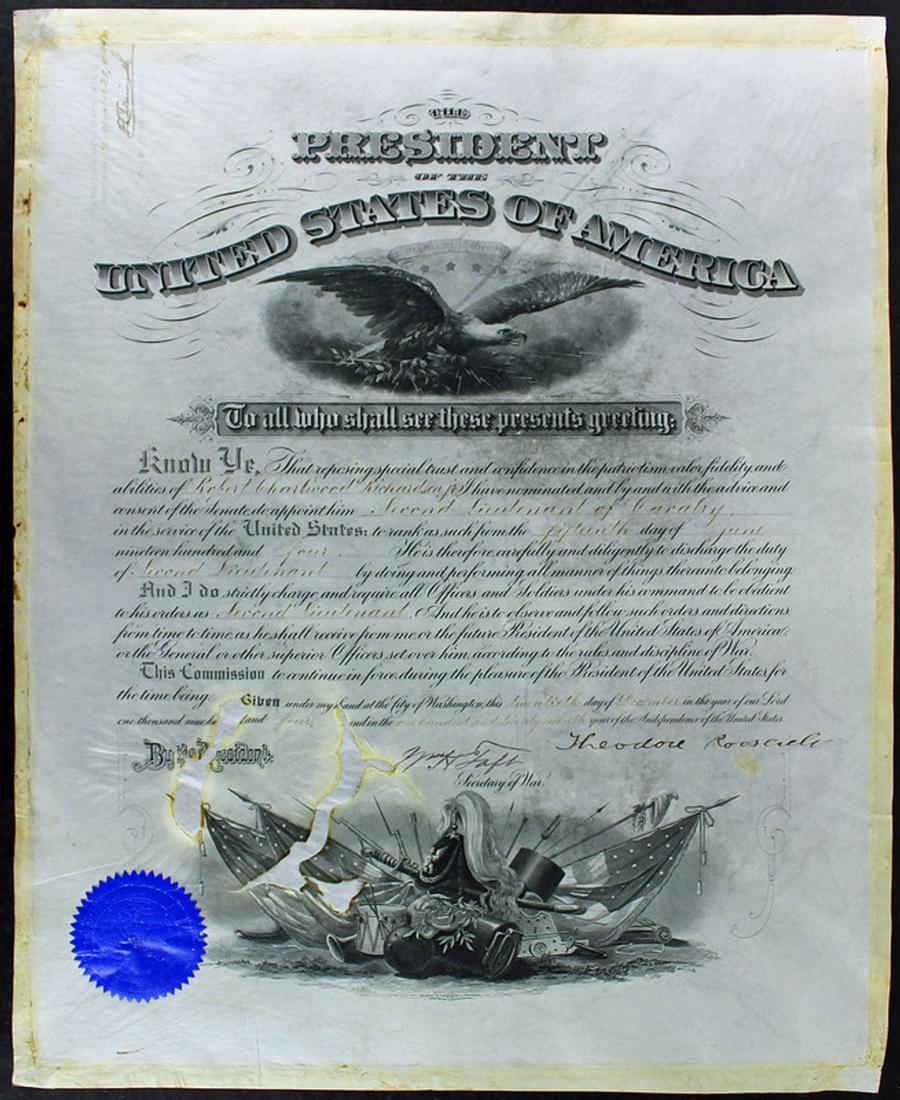 THE
PRESIDENT
OF THE
UNITED STATES OF AMERICA
To all who shall see these presents greeting:
Know Ye, That reposing special trust and confidence in the patriotism, valor, fidelity and
abilities of Robert Charlwood Richardson, jr. I have nominated, and by and with the advice and
consent of the Senate do appoint him Second Lieutenant of Cavalry
in the service of the United States: to rank as such from the fifteenth day of June
nineteen hundred and four. He is therefore carefully and diligently to discharge the duty
of Second Lieutenant by doing and performing all manner of things thereunto belonging.
And I do strictly charge and require all Officers and Soldiers under his command to be obedient
to his orders as Second Lieutenant. And he is to observe and follow such orders and directions
from time to time, as he shall receive from me, or the future President of the United States of America,
or the General or other superior Officers set over him, according to the rules and discipline of War.
This Commission to continue in force during the pleasure of the President of the United States, for
the time being. Given under my hand at the City of Washington, this twentieth day of December in the year of our Lord
one thousand nine and four, and in the one hundred and twenty ninth year of the Independence of the United States.
By the President: Theodore Roosevelt
Wm H Taft
Secretary of War.